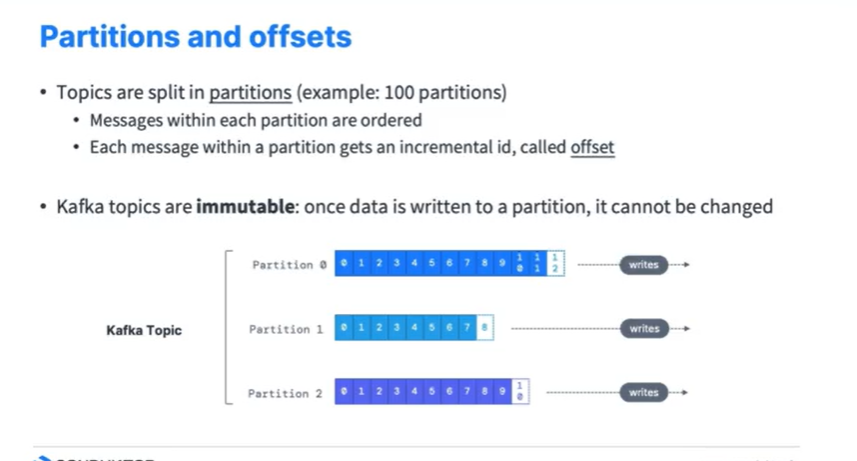 Partitions and offsets
• Topics are split in partitions (example: 100 partitions)
• Messages within each partition are ordered
• Each message within a partition gets an incremental id, called offset
• Kafka topics are immutable: once data is written to a partition, it cannot be changed
Kafka Topic
Partition 0 0 1 2 3 4 5 6 7 8 9 10 11 12 writes
Partition 1 0 1 2 3 4 5 6 7 8 writes
Partition 2 0 1 2 3 4 5 6 7 8 9 10 writes